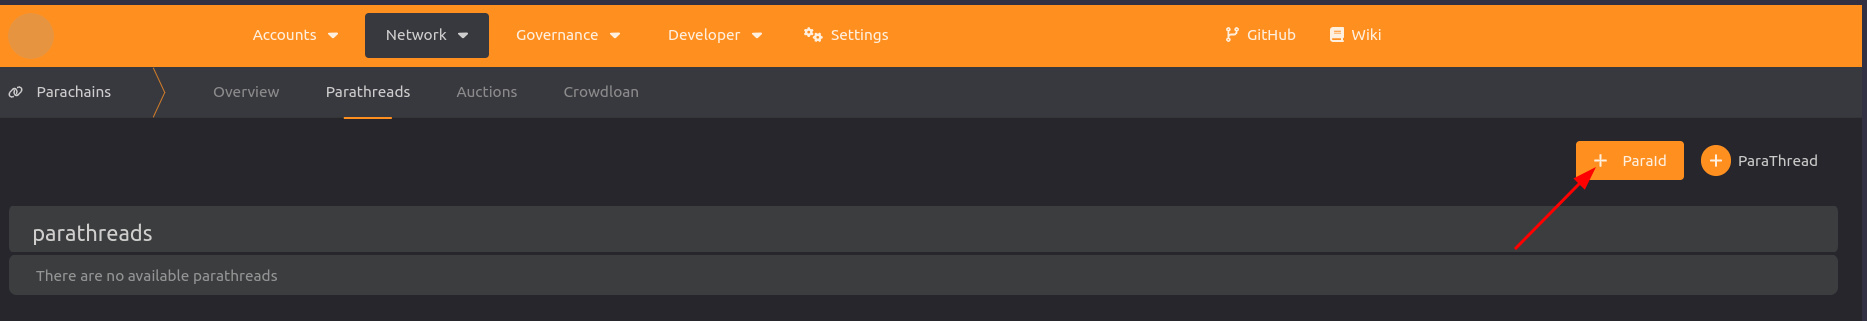 Accounts Network Governance Developer Settings GitHub Wiki
Parachains Overview Parathreads Auctions Crowdloan
ParaId ParaThread
parathreads
There are no available parathreads